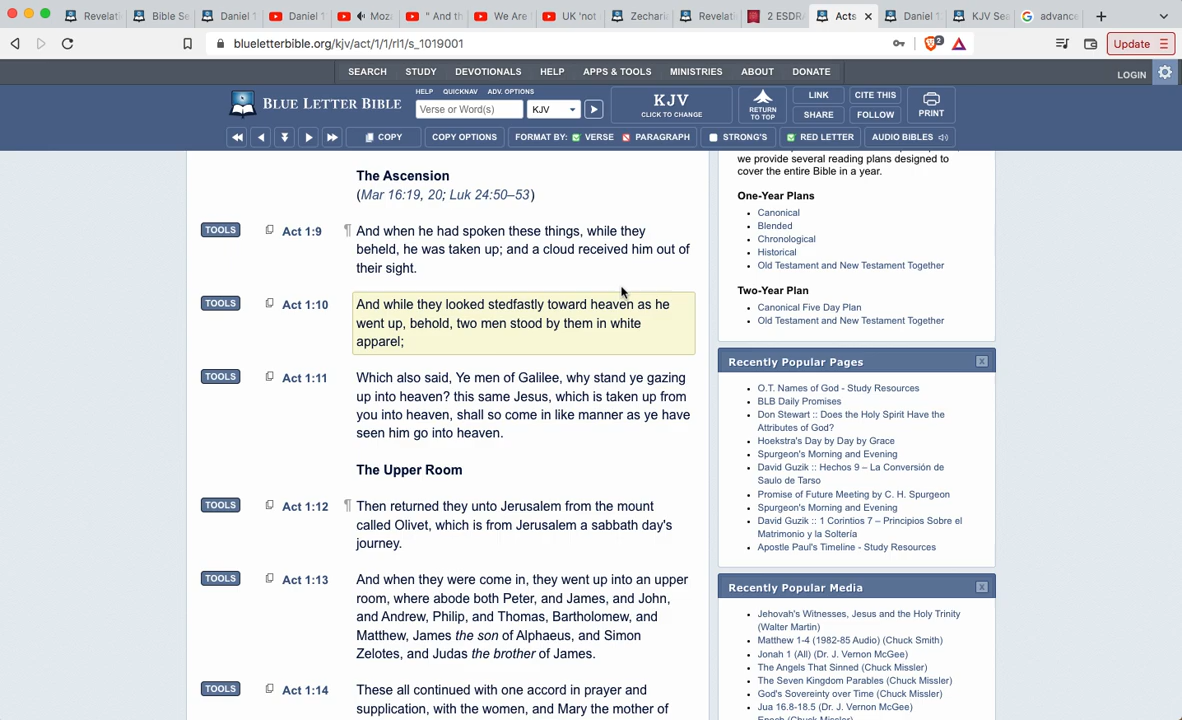 Revelati
Bible Se
Daniel 1
Daniel 1
Moza
" And th
We Are
UK 'not
Zecharia
Revelati
2 ESDRA
Acts
Daniel 1
KJV Sea
advance
blueletterbible.org/kjv/act/1/1/rl1/s_1019001
2
Update
SEARCH STUDY DEVOTIONALS HELP APPS & TOOLS MINISTRIES ABOUT DONATE
LOGIN
BLUE LETTER BIBLE
HELP QUICKNAV ADV. OPTIONS
Verse or Word(s)
KJV
KJV
CLICK TO CHANGE
RETURN
TO TOP
LINK
CITE THIS
SHARE
FOLLOW
PRINT
COPY
COPY OPTIONS
FORMAT BY: VERSE PARAGRAPH
STRONG'S
RED LETTER
AUDIO BIBLES
The Ascension
(Mar 16:19, 20; Luk 24:50–53)
TOOLS
Act 1:9
¶ And when he had spoken these things, while they
beheld, he was taken up; and a cloud received him out of
their sight.
TOOLS
Act 1:10
And while they looked stedfastly toward heaven as he
went up, behold, two men stood by them in white
apparel;
TOOLS
Act 1:11
Which also said, Ye men of Galilee, why stand ye gazing
up into heaven? this same Jesus, which is taken up from
you into heaven, shall so come in like manner as ye have
seen him go into heaven.
The Upper Room
TOOLS
Act 1:12
¶ Then returned they unto Jerusalem from the mount
called Olivet, which is from Jerusalem a sabbath day's
journey.
TOOLS
Act 1:13
And when they were come in, they went up into an upper
room, where abode both Peter, and James, and John,
and Andrew, Philip, and Thomas, Bartholomew, and
Matthew, James the son of Alphaeus, and Simon
Zelotes, and Judas the brother of James.
TOOLS
Act 1:14
These all continued with one accord in prayer and
supplication, with the women, and Mary the mother of
we provide several reading plans designed to
cover the entire Bible in a year.
One-Year Plans
• Canonical
• Blended
• Chronological
• Historical
• Old Testament and New Testament Together
Two-Year Plan
• Canonical Five Day Plan
• Old Testament and New Testament Together
Recently Popular Pages
x
• O.T. Names of God - Study Resources
• BLB Daily Promises
• Don Stewart :: Does the Holy Spirit Have the
Attributes of God?
• Hoekstra's Day by Day by Grace
• Spurgeon's Morning and Evening
• David Guzik :: Hechos 9 – La Conversión de
Saulo de Tarso
• Promise of Future Meeting by C. H. Spurgeon
• Spurgeon's Morning and Evening
• David Guzik :: 1 Corintios 7 – Principios Sobre el
Matrimonio y la Soltería
• Apostle Paul's Timeline - Study Resources
Recently Popular Media
x
• Jehovah's Witnesses, Jesus and the Holy Trinity
(Walter Martin)
• Matthew 1-4 (1982-85 Audio) (Chuck Smith)
• Jonah 1 (All) (Dr. J. Vernon McGee)
• The Angels That Sinned (Chuck Missler)
• The Seven Kingdom Parables (Chuck Missler)
• God's Sovereinty over Time (Chuck Missler)
• Jua 16.8-18.5 (Dr. J. Vernon McGee)
• Epoch (Chuck Missler)